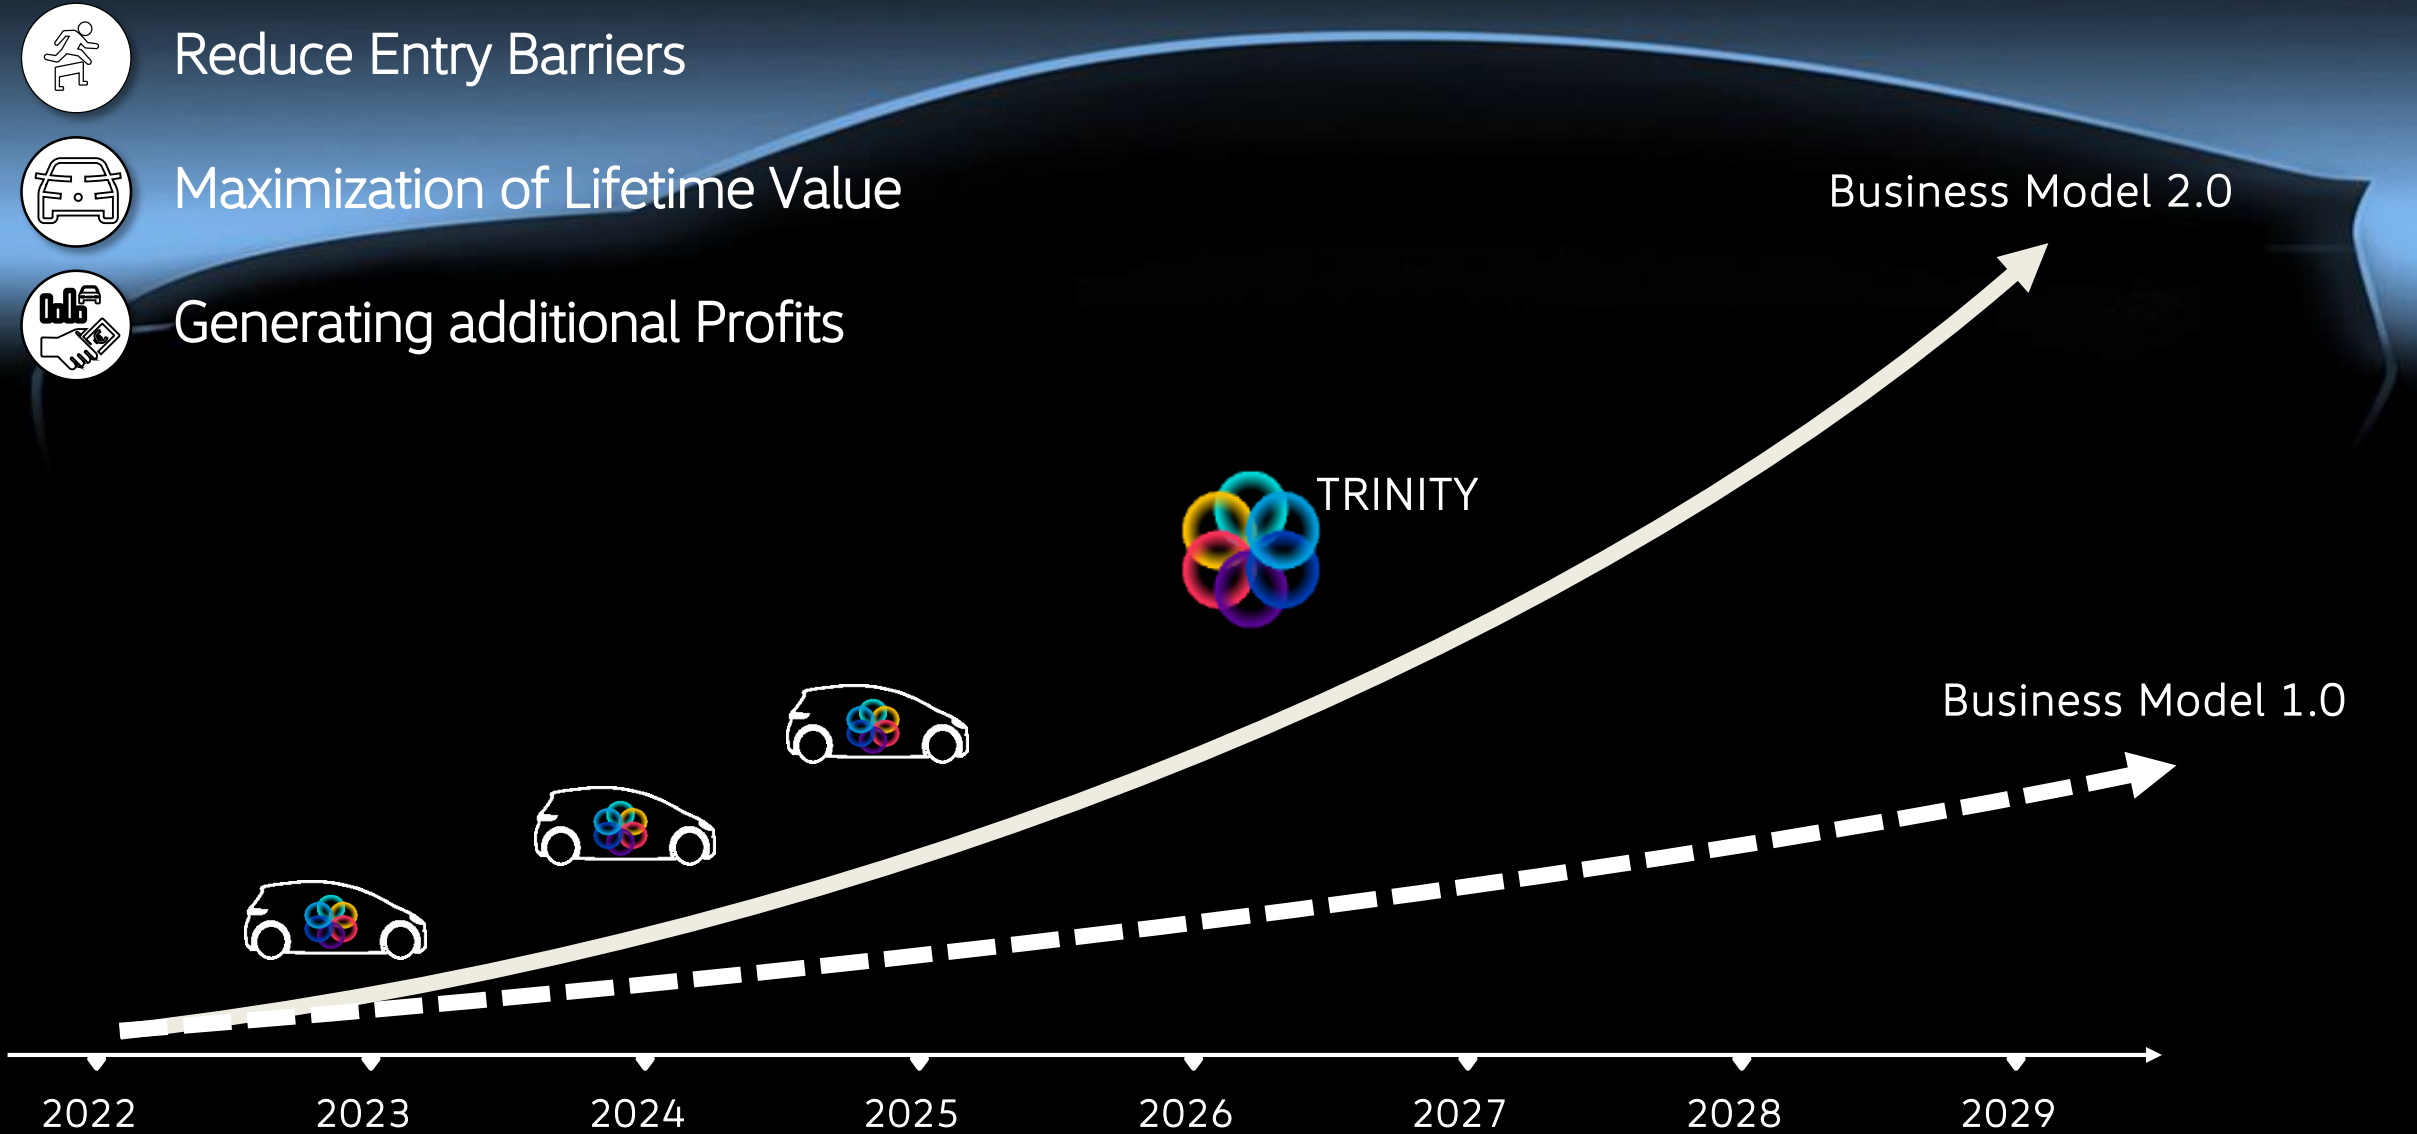 Reduce Entry Barriers
Maximization of Lifetime Value
Generating additional Profits
Business Model 2.0
TRINITY
Business Model 1.0
2022 2023 2024 2025 2026 2027 2028 2029